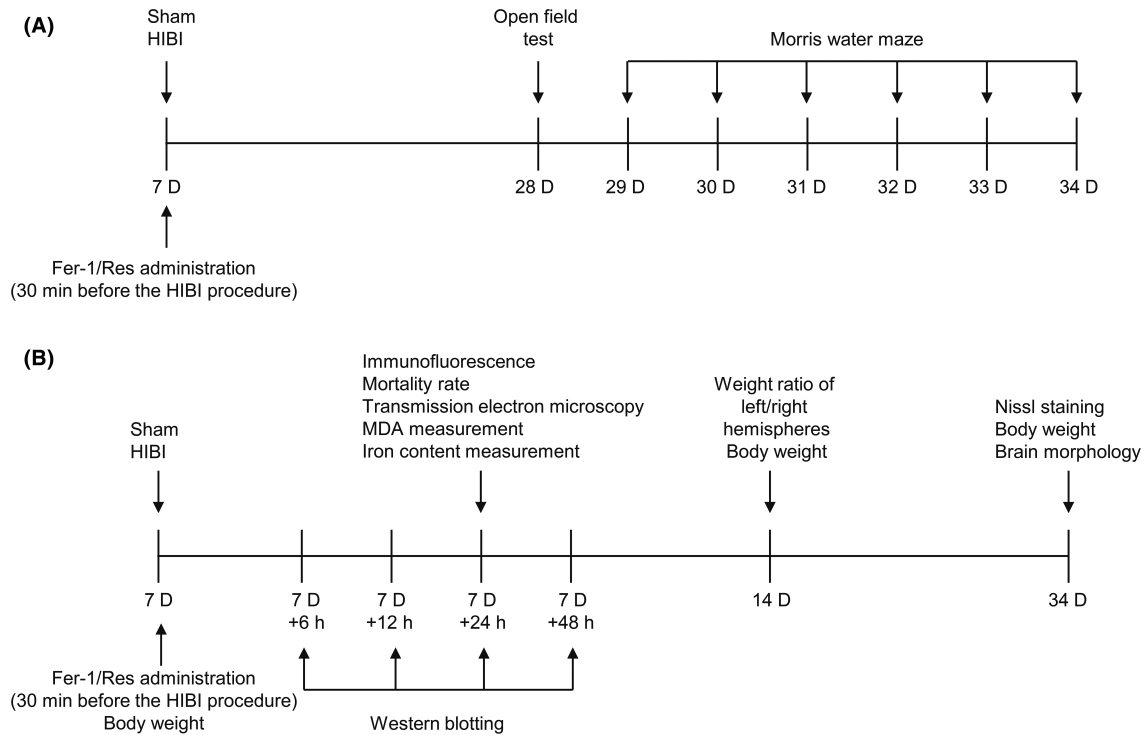 (A)
Sham
HIBI
Open field
test
Morris water maze
7 D
28 D
29 D
30 D
31 D
32 D
33 D
34 D
Fer-1/Res administration
(30 min before the HIBI procedure)
(B)
Sham
HIBI
Immunofluorescence
Mortality rate
Transmission electron microscopy
MDA measurement
Iron content measurement
Weight ratio of
left/right
hemispheres
Body weight
Nissl staining
Body weight
Brain morphology
7 D
7 D
+6 h
7 D
+12 h
7 D
+24 h
7 D
+48 h
14 D
34 D
Fer-1/Res administration
(30 min before the HIBI procedure)
Body weight
Western blotting